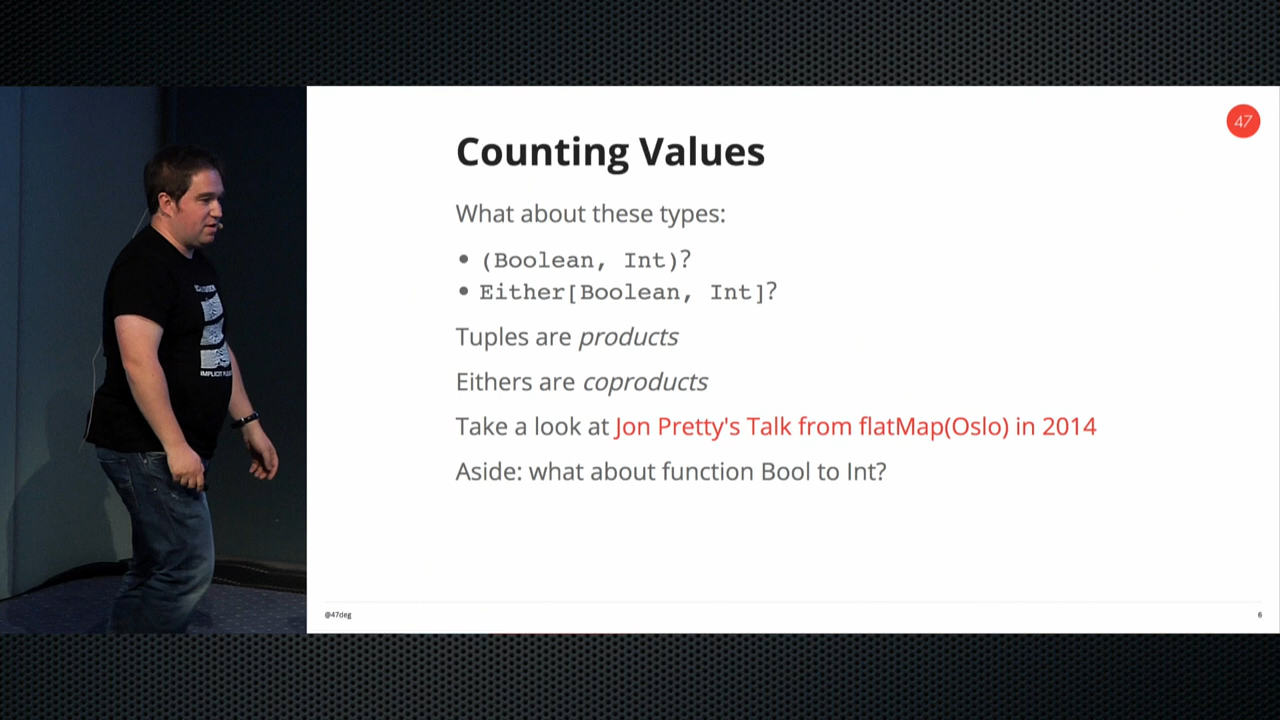 47
Counting Values
What about these types:
• (Boolean, Int)?
• Either[Boolean, Int]?
Tuples are products
Eithers are coproducts
Take a look at Jon Pretty's Talk from flatMap(Oslo) in 2014
Aside: what about function Bool to Int?
@47deg
6